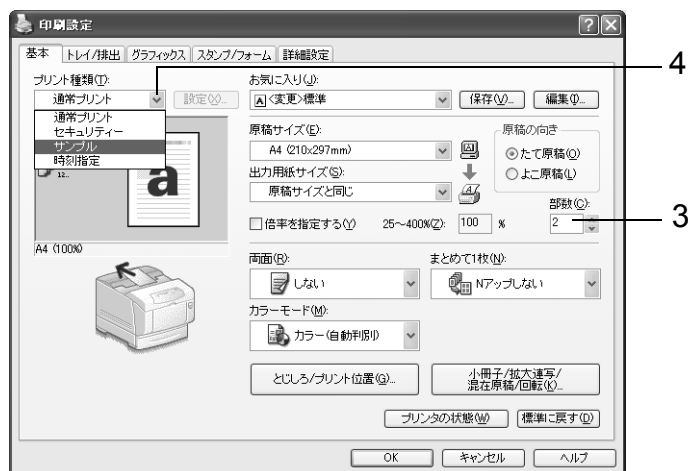 印刷設定
基本 トレイ/排出 グラフィックス スタンプ/フォーム 詳細設定
4
プリント種類(T):
通常プリント 設定(X)...
通常プリント
セキュリティー
サンプル
時刻指定
12..
a
A4 (100%)
お気に入り(J):
A <変更>標準 保存(V)... 編集(I)...
原稿サイズ(E):
A4 (210x297mm)
出力用紙サイズ(S):
原稿サイズと同じ
原稿の向き
たて原稿(O)
よこ原稿(L)
部数(C):
倍率を指定する(Y) 25～400%(Z): 100 % 2
3
両面(R): まとめて1枚(N):
しない Nアップしない
カラーモード(M):
カラー(自動判別)
とじしろ/プリント位置(G)...
小冊子/拡大連写/
混在原稿/回転(K)...
プリンタの状態(W) 標準に戻す(D)
OK キャンセル ヘルプ